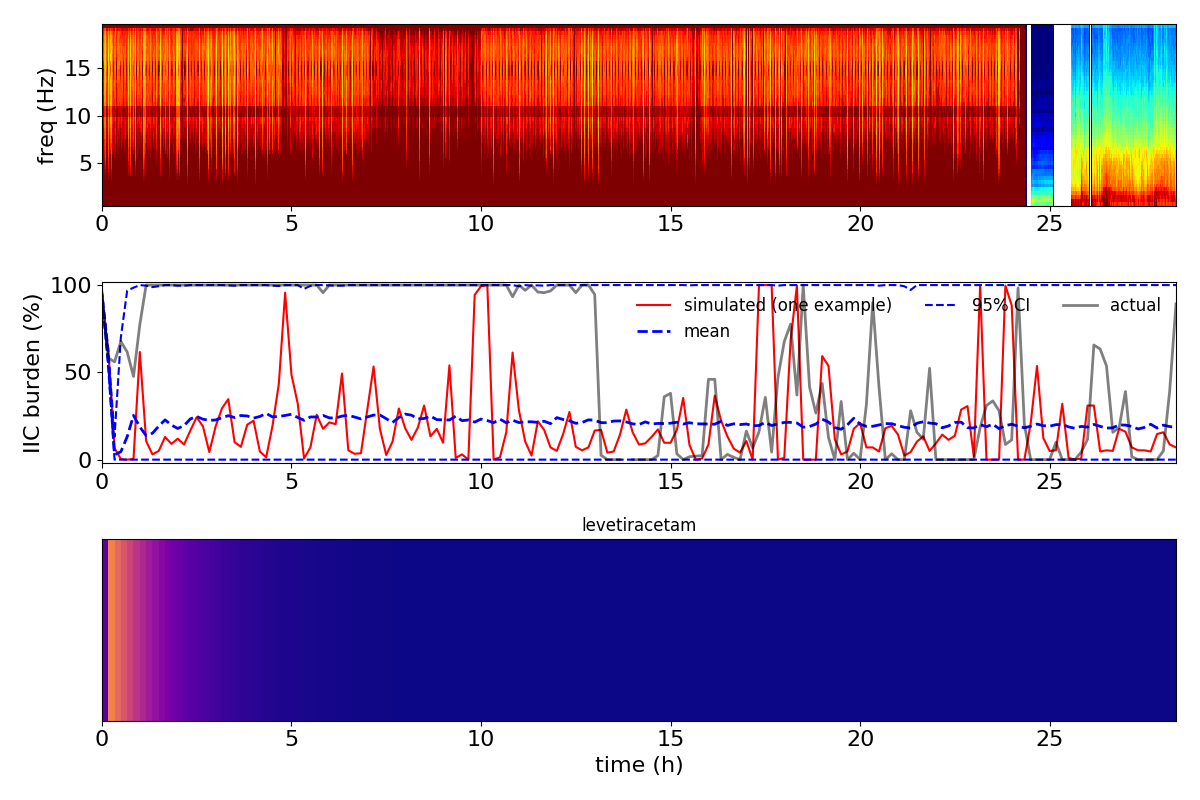 freq (Hz)
15
10
5
0 5 10 15 20 25
IIC burden (%)
100
50
0
simulated (one example) 95% CI actual
mean
0 5 10 15 20 25
levetiracetam
0 5 10 15 20 25
time (h)